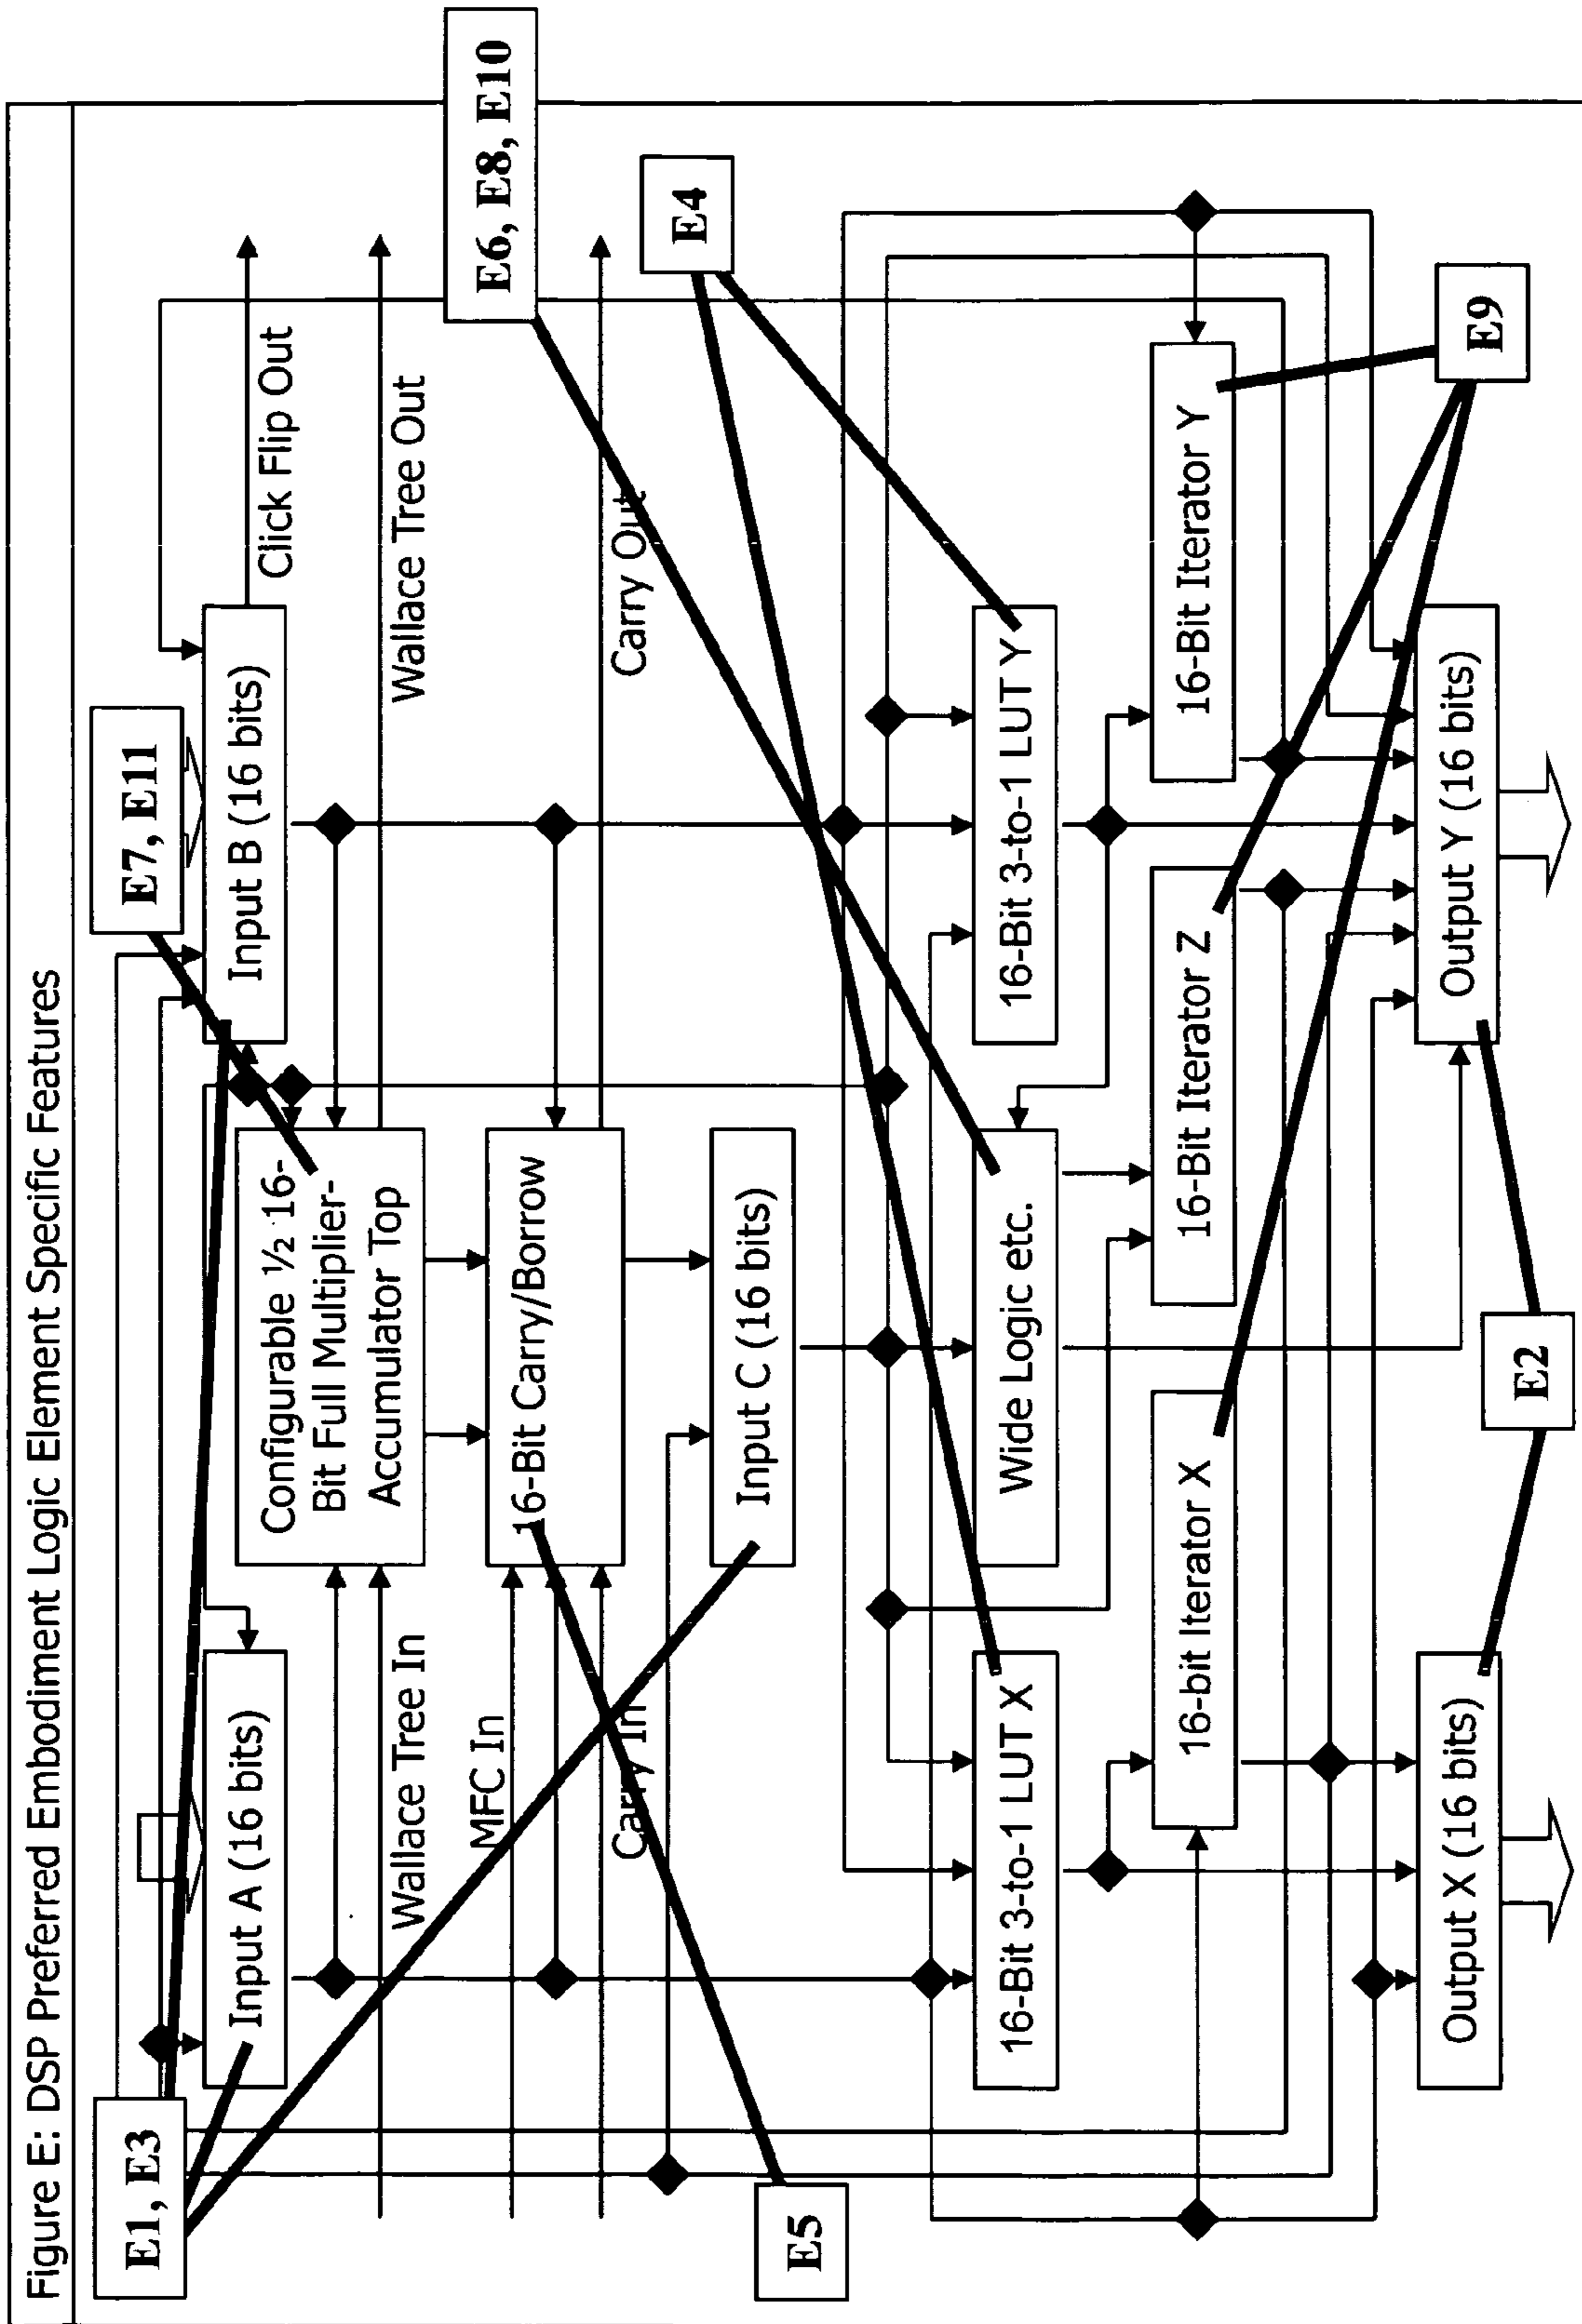 Figure E: DSP Preferred Embodiment Logic Element Specific Features
E1, E3
E7, E11
Input A (16 bits)
Input B (16 bits)
Click Flip Out
Configurable ½ 16-
Bit Full Multiplier-
Accumulator Top
Wallace Tree In
Wallace Tree Out
MFC In
16-Bit Carry/Borrow
E6, E8, E10
Carry In
Carry Out
E4
Input C (16 bits)
E5
16-Bit 3-to-1 LUT X
Wide Logic etc.
16-Bit 3-to-1 LUT Y
16-bit Iterator X
16-Bit Iterator Z
16-Bit Iterator Y
Output X (16 bits)
Output Y (16 bits)
E9
E2